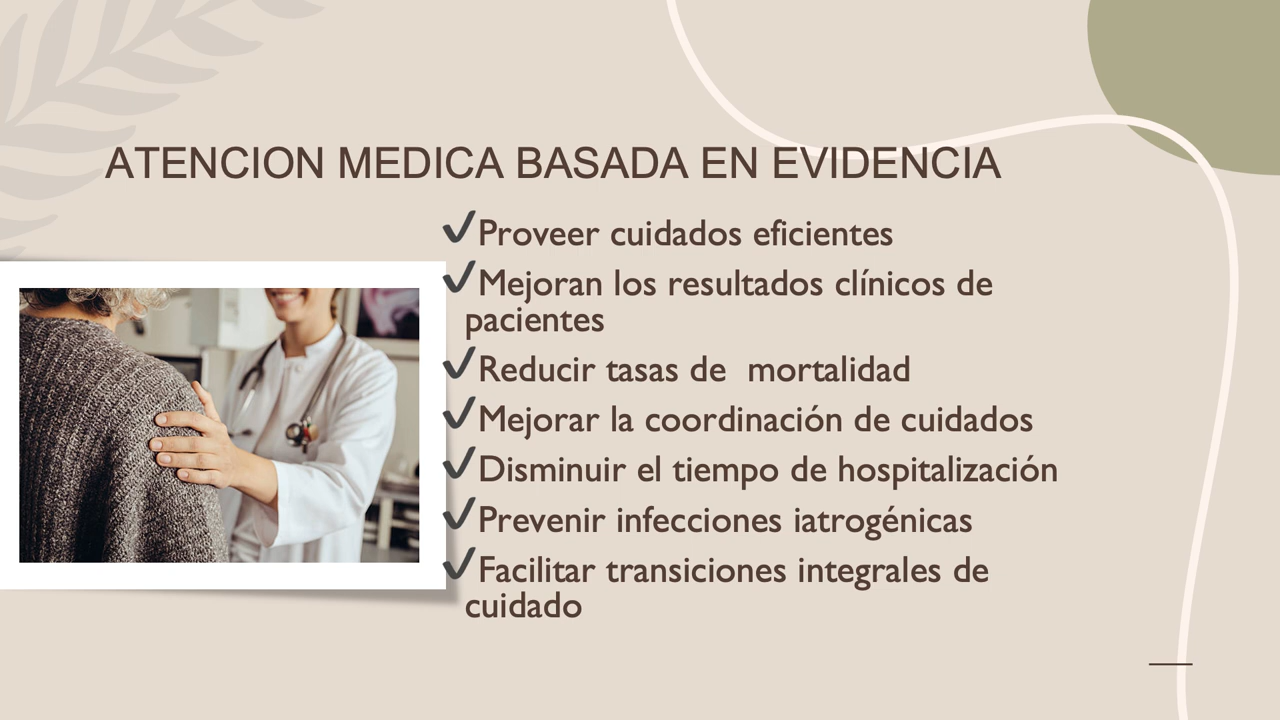 ATENCION MEDICA BASADA EN EVIDENCIA
✓Proveer cuidados eficientes
✓Mejoran los resultados clínicos de
pacientes
✓Reducir tasas de  mortalidad
✓Mejorar la coordinación de cuidados
✓Disminuir el tiempo de hospitalización
✓Prevenir infecciones iatrogénicas
✓Facilitar transiciones integrales de
cuidado